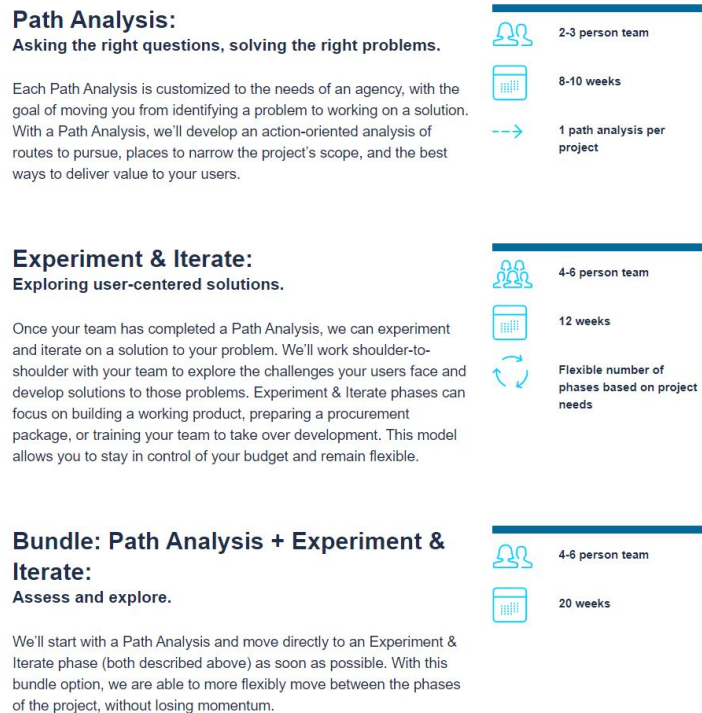 Path Analysis:
Asking the right questions, solving the right problems.
Each Path Analysis is customized to the needs of an agency, with the
goal of moving you from identifying a problem to working on a solution.
With a Path Analysis, we'll develop an action-oriented analysis of
routes to pursue, places to narrow the project's scope, and the best
ways to deliver value to your users.
2-3 person team
8-10 weeks
1 path analysis per
project
Experiment & Iterate:
Exploring user-centered solutions.
Once your team has completed a Path Analysis, we can experiment
and iterate on a solution to your problem. We'll work shoulder-to-
shoulder with your team to explore the challenges your users face and
develop solutions to those problems. Experiment & Iterate phases can
focus on building a working product, preparing a procurement
package, or training your team to take over development. This model
allows you to stay in control of your budget and remain flexible.
4-6 person team
12 weeks
Flexible number of
phases based on project
needs
Bundle: Path Analysis + Experiment &
Iterate:
Assess and explore.
We'll start with a Path Analysis and move directly to an Experiment &
Iterate phase (both described above) as soon as possible. With this
bundle option, we are able to more flexibly move between the phases
of the project, without losing momentum.
4-6 person team
20 weeks